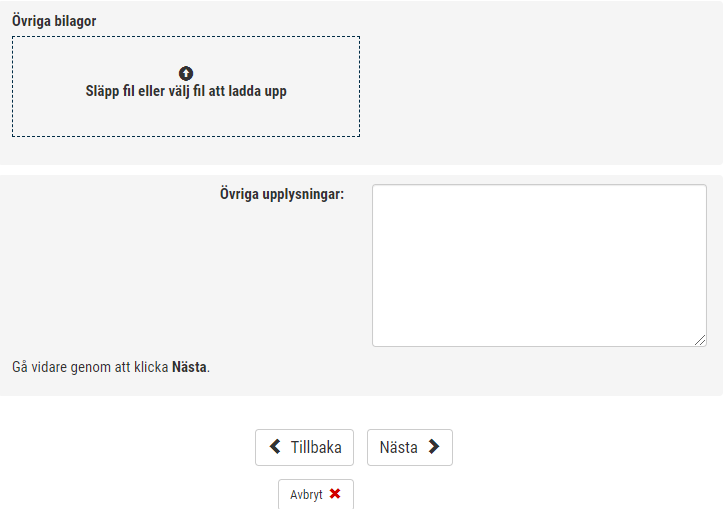 Övriga bilagor
Släpp fil eller välj fil att ladda upp
Övriga upplysningar:
Gå vidare genom att klicka Nästa.
Tillbaka
Nästa
Avbryt